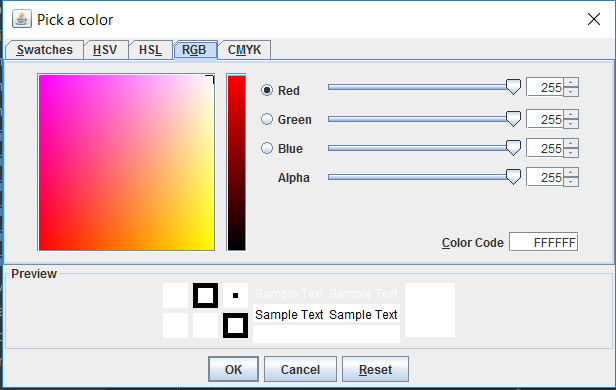 Pick a color
Swatches HSV HSL RGB CMYK
Red 255
Green 255
Blue 255
Alpha 255
Color Code FFFFFF
Preview
Sample Text Sample Text
Sample Text Sample Text
OK Cancel Reset